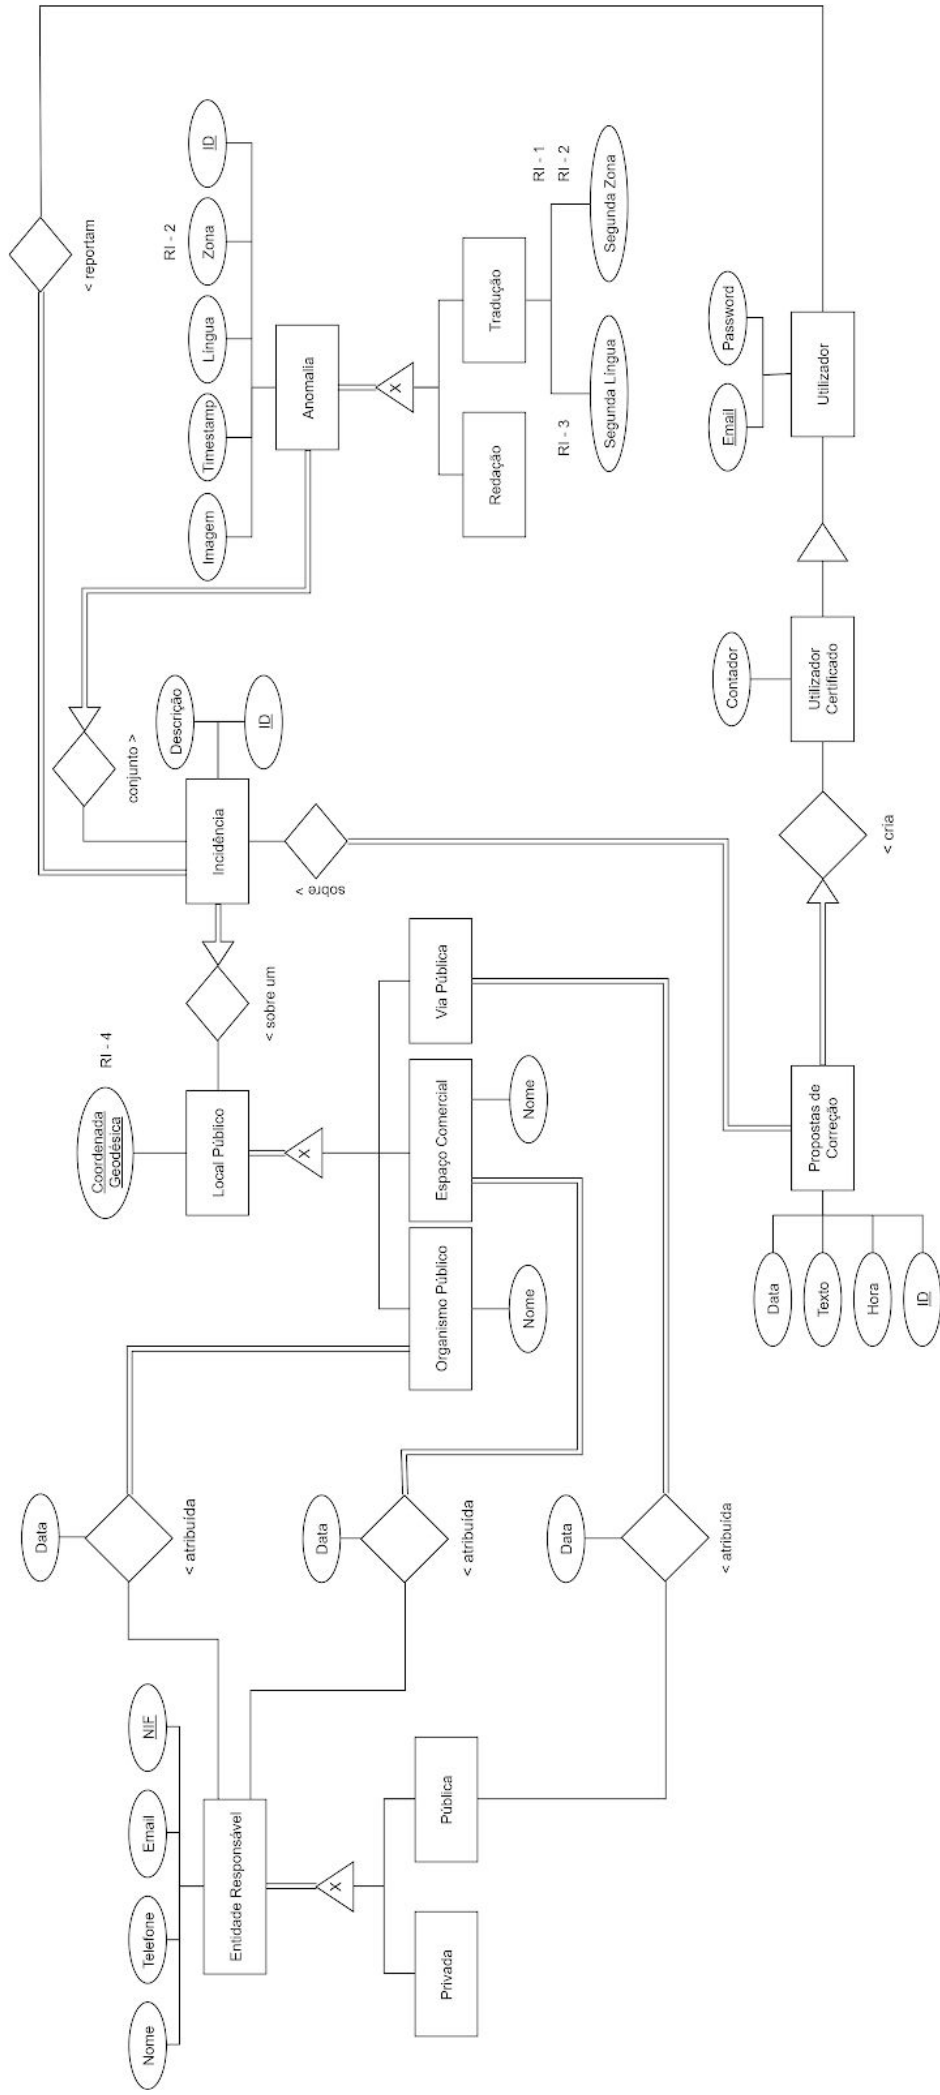 Nome
Telefone
Email
NIF
Entidade Responsável
Privada
Pública
Data
< atribuída
Data
< atribuída
Data
< atribuída
Coordenada
Geodésica
RI - 4
Local Público
Organismo Público
Espaço Comercial
Via Pública
Nome
Nome
< sobre um
Descrição
ID
Incidência
conjunto >
sobre >
< reportam
Imagem
Timestamp
Língua
Zona
ID
RI - 2
Anomalia
Redação
Tradução
RI - 3
Segunda Língua
Segunda Zona
RI - 1
RI - 2
Data
Texto
Hora
ID
Propostas de
Correção
< cria
Contador
Utilizador
Certificado
Email
Password
Utilizador
X
X
X